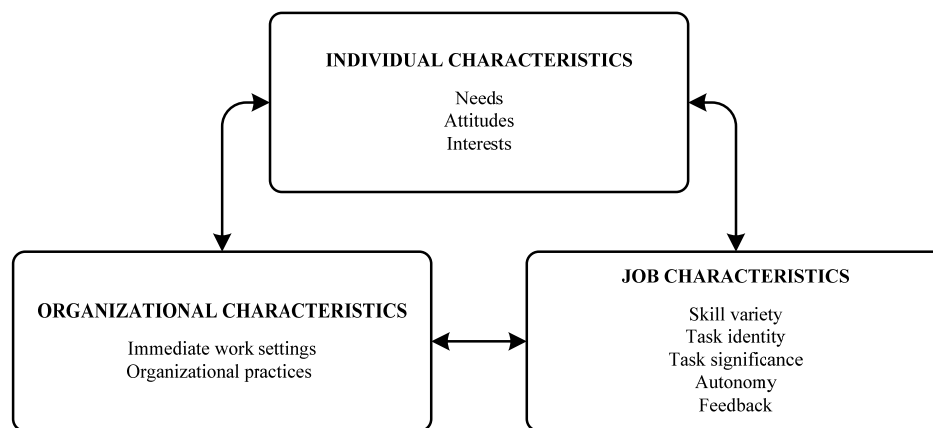 INDIVIDUAL CHARACTERISTICS
Needs
Attitudes
Interests
ORGANIZATIONAL CHARACTERISTICS
Immediate work settings
Organizational practices
JOB CHARACTERISTICS
Skill variety
Task identity
Task significance
Autonomy
Feedback